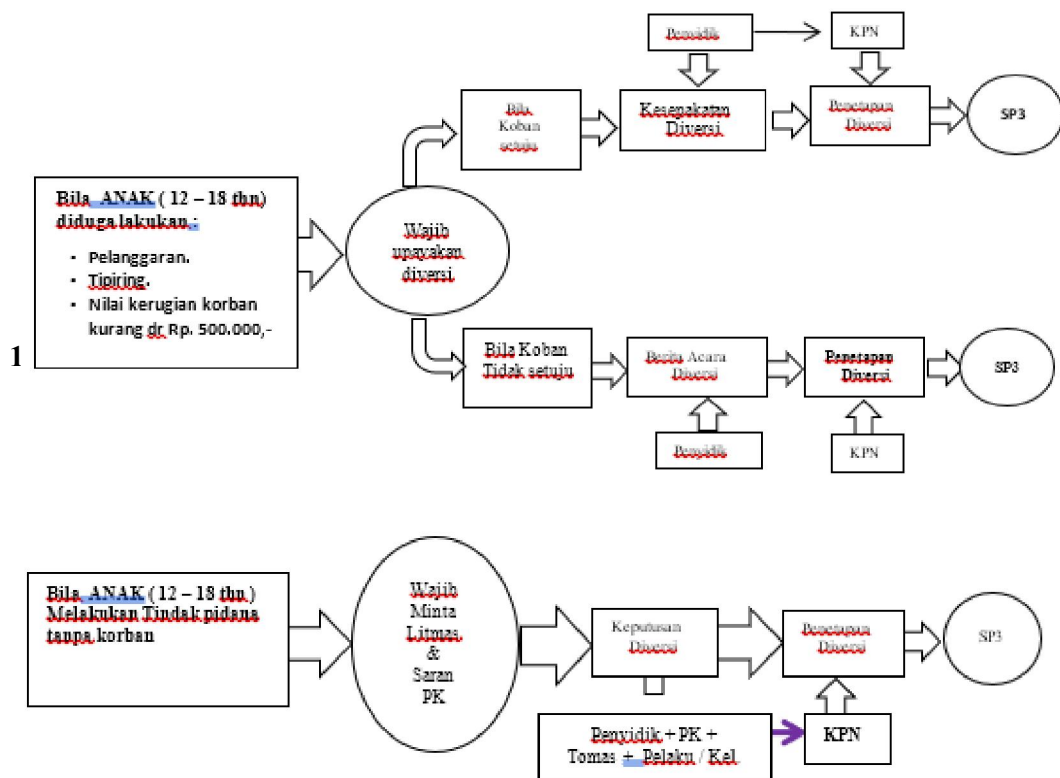 Penyidik
KPN
Bila
Koban
setuju
Kesepakatan
Diversi
Penetapan
Diversi
SP3
Bila ANAK ( 12 – 18 thn)
diduga lakukan :
• Pelanggaran.
• Tipiring.
• Nilai kerugian korban
kurang dr Rp. 500.000,-
1
Wajib
upayakan
diversi
Bila Koban
Tidak setuju
Berita Acara
Diversi
Penetapan
Diversi
SP3
Penyidik
KPN
Bila ANAK ( 12 – 18 thn )
Melakukan Tindak pidana
tanpa korban
Wajib
Minta
Litmas
&
Saran
PK
Keputusan
Diversi
Penetapan
Diversi
SP3
Penyidik + PK +
Tomas + Pelaku / Kel
KPN